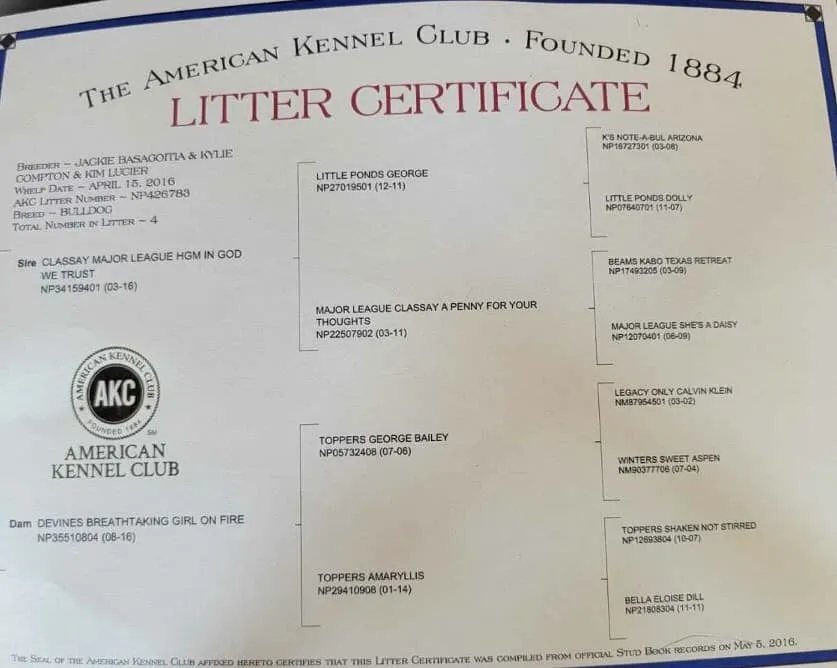 THE AMERICAN KENNEL CLUB . FOUNDED 1884
LITTER CERTIFICATE
BREEDER ~ JACKIE BASAGOITIA & KYLIE
COMPTON & KIM LUCIER
WHELP DATE ~ APRIL 15, 2016
AKC LITTER NUMBER ~ NP426783
BREED ~ BULLDOG
TOTAL NUMBER IN LITTER ~ 4
Sire CLASSAY MAJOR LEAGUE HGM IN GOD
WE TRUST
NP34159401 (03-16)
AMERICAN KENNEL CLUB
AKC
FOUNDED 1884
SM
AMERICAN
KENNEL CLUB
Dam DEVINES BREATHTAKING GIRL ON FIRE
NP35510804 (08-16)
LITTLE PONDS GEORGE
NP27019501 (12-11)
MAJOR LEAGUE CLASSAY A PENNY FOR YOUR
THOUGHTS
NP22507902 (03-11)
TOPPERS GEORGE BAILEY
NP05732408 (07-06)
TOPPERS AMARYLLIS
NP29410908 (01-14)
K'S NOTE-A-BUL ARIZONA
NP16727301 (03-08)
LITTLE PONDS DOLLY
NP07640701 (11-07)
BEAMS KABO TEXAS RETREAT
NP17493205 (03-09)
MAJOR LEAGUE SHE'S A DAISY
NP12070401 (06-09)
LEGACY ONLY CALVIN KLEIN
NM87954501 (03-02)
WINTERS SWEET ASPEN
NM90377706 (07-04)
TOPPERS SHAKEN NOT STIRRED
NP12693804 (10-07)
BELLA ELOISE DILL
NP21808304 (11-11)
THE SEAL OF THE AMERICAN KENNEL CLUB AFFIXED HERETO CERTIFIES THAT THIS LITTER CERTIFICATE WAS COMPILED FROM OFFICIAL STUD BOOK RECORDS ON MAY 5, 2016.